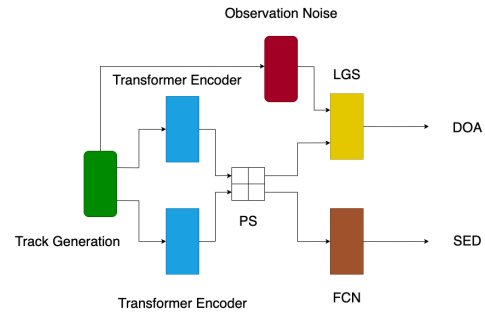 Observation Noise
LGS
Transformer Encoder
DOA
PS
Track Generation
SED
FCN
Transformer Encoder